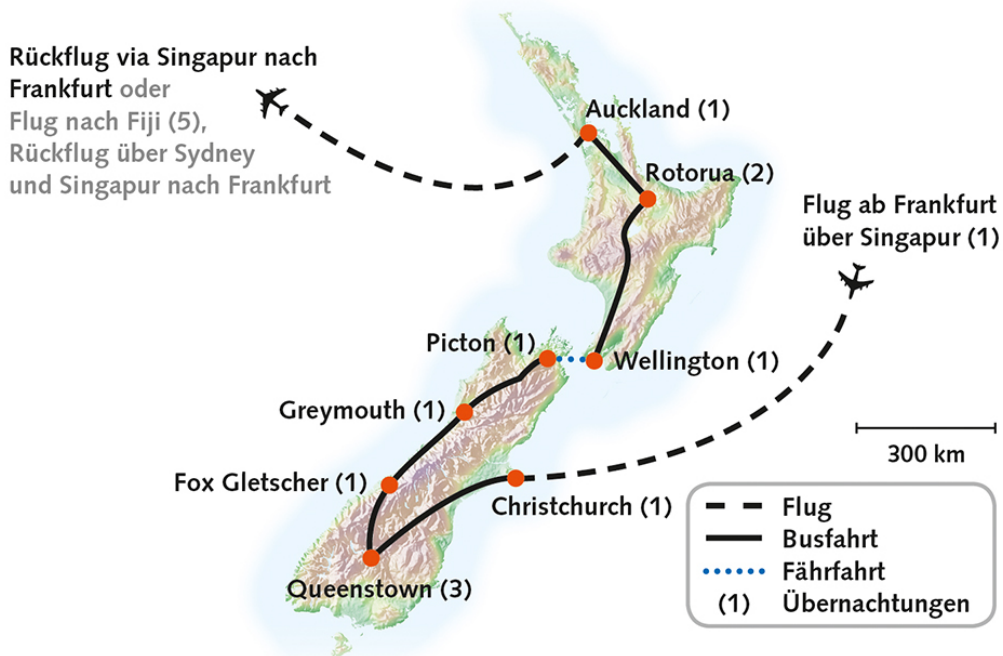 Rückflug via Singapur nach
Frankfurt oder
Flug nach Fiji (5),
Rückflug über Sydney
und Singapur nach Frankfurt
Auckland (1)
Rotorua (2)
Flug ab Frankfurt
über Singapur (1)
Picton (1)
Wellington (1)
Greymouth (1)
300 km
Fox Gletscher (1)
Christchurch (1)
Queenstown (3)
Flug
Busfahrt
Fährfahrt
(1) Übernachtungen